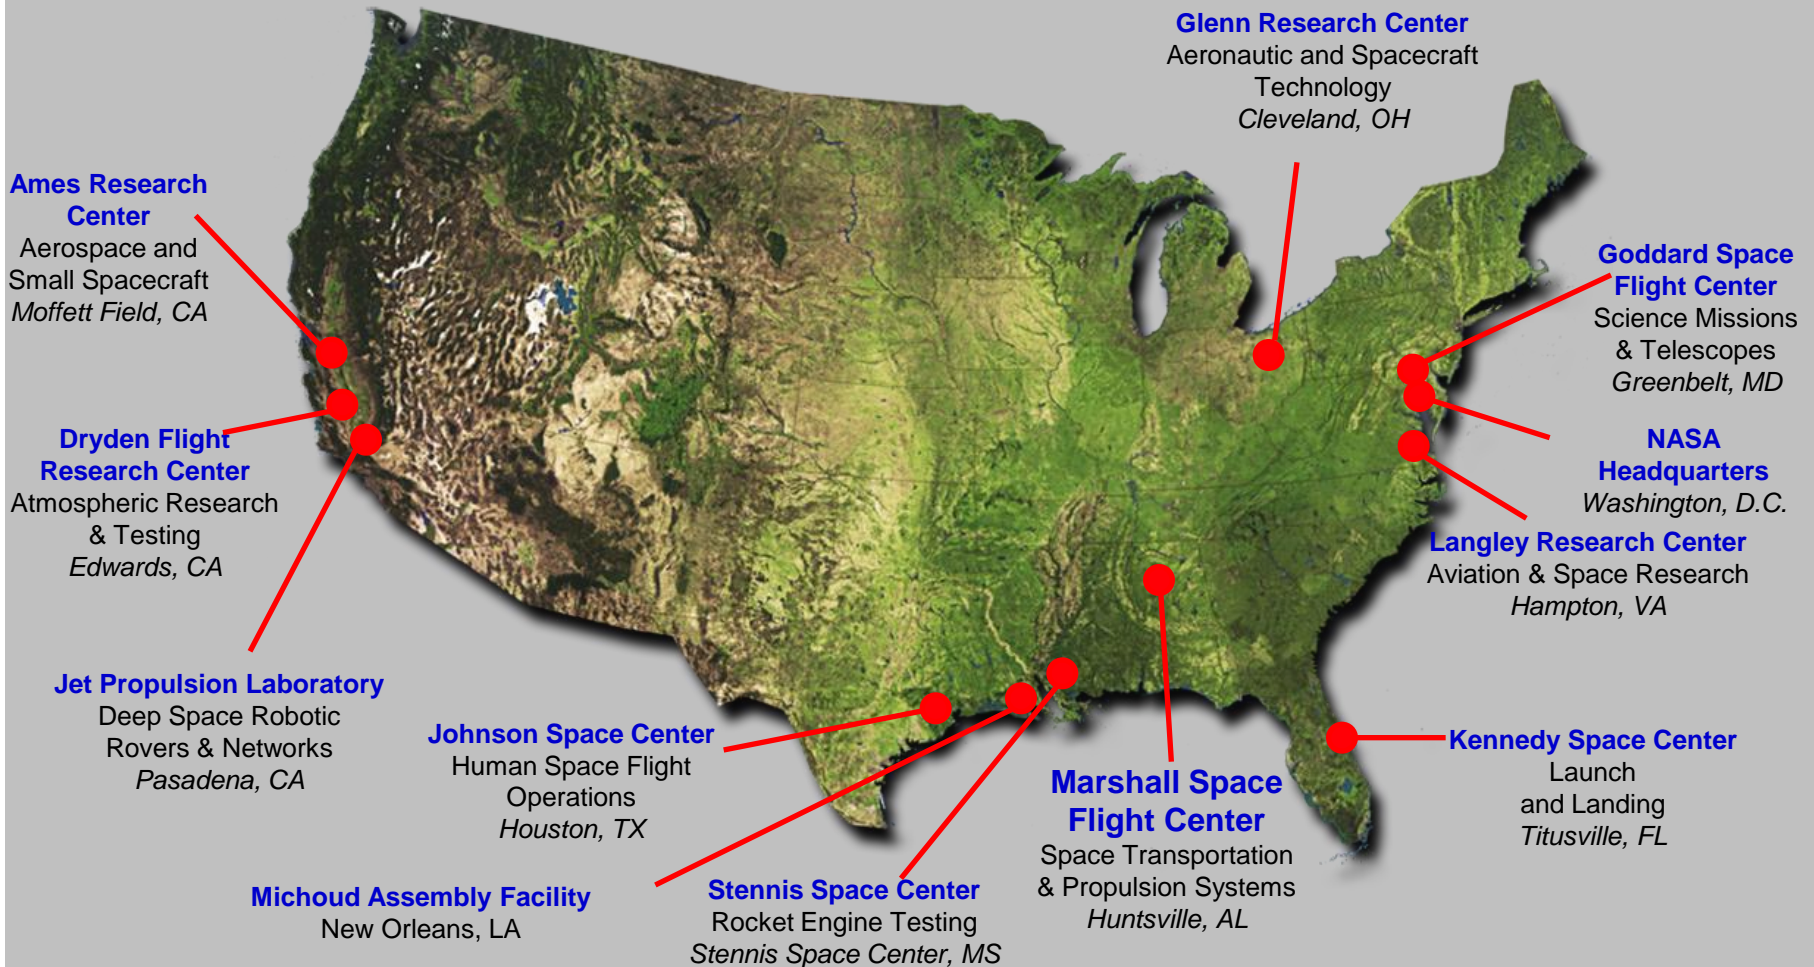 Glenn Research Center
Aeronautic and Spacecraft
Technology
Cleveland, OH
Ames Research
Center
Aerospace and
Small Spacecraft
Moffett Field, CA
Goddard Space
Flight Center
Science Missions
& Telescopes
Greenbelt, MD
Dryden Flight
Research Center
Atmospheric Research
& Testing
Edwards, CA
NASA
Headquarters
Washington, D.C.
Langley Research Center
Aviation & Space Research
Hampton, VA
Jet Propulsion Laboratory
Deep Space Robotic
Rovers & Networks
Pasadena, CA
Johnson Space Center
Human Space Flight
Operations
Houston, TX
Marshall Space
Flight Center
Space Transportation
& Propulsion Systems
Huntsville, AL
Kennedy Space Center
Launch
and Landing
Titusville, FL
Michoud Assembly Facility
New Orleans, LA
Stennis Space Center
Rocket Engine Testing
Stennis Space Center, MS